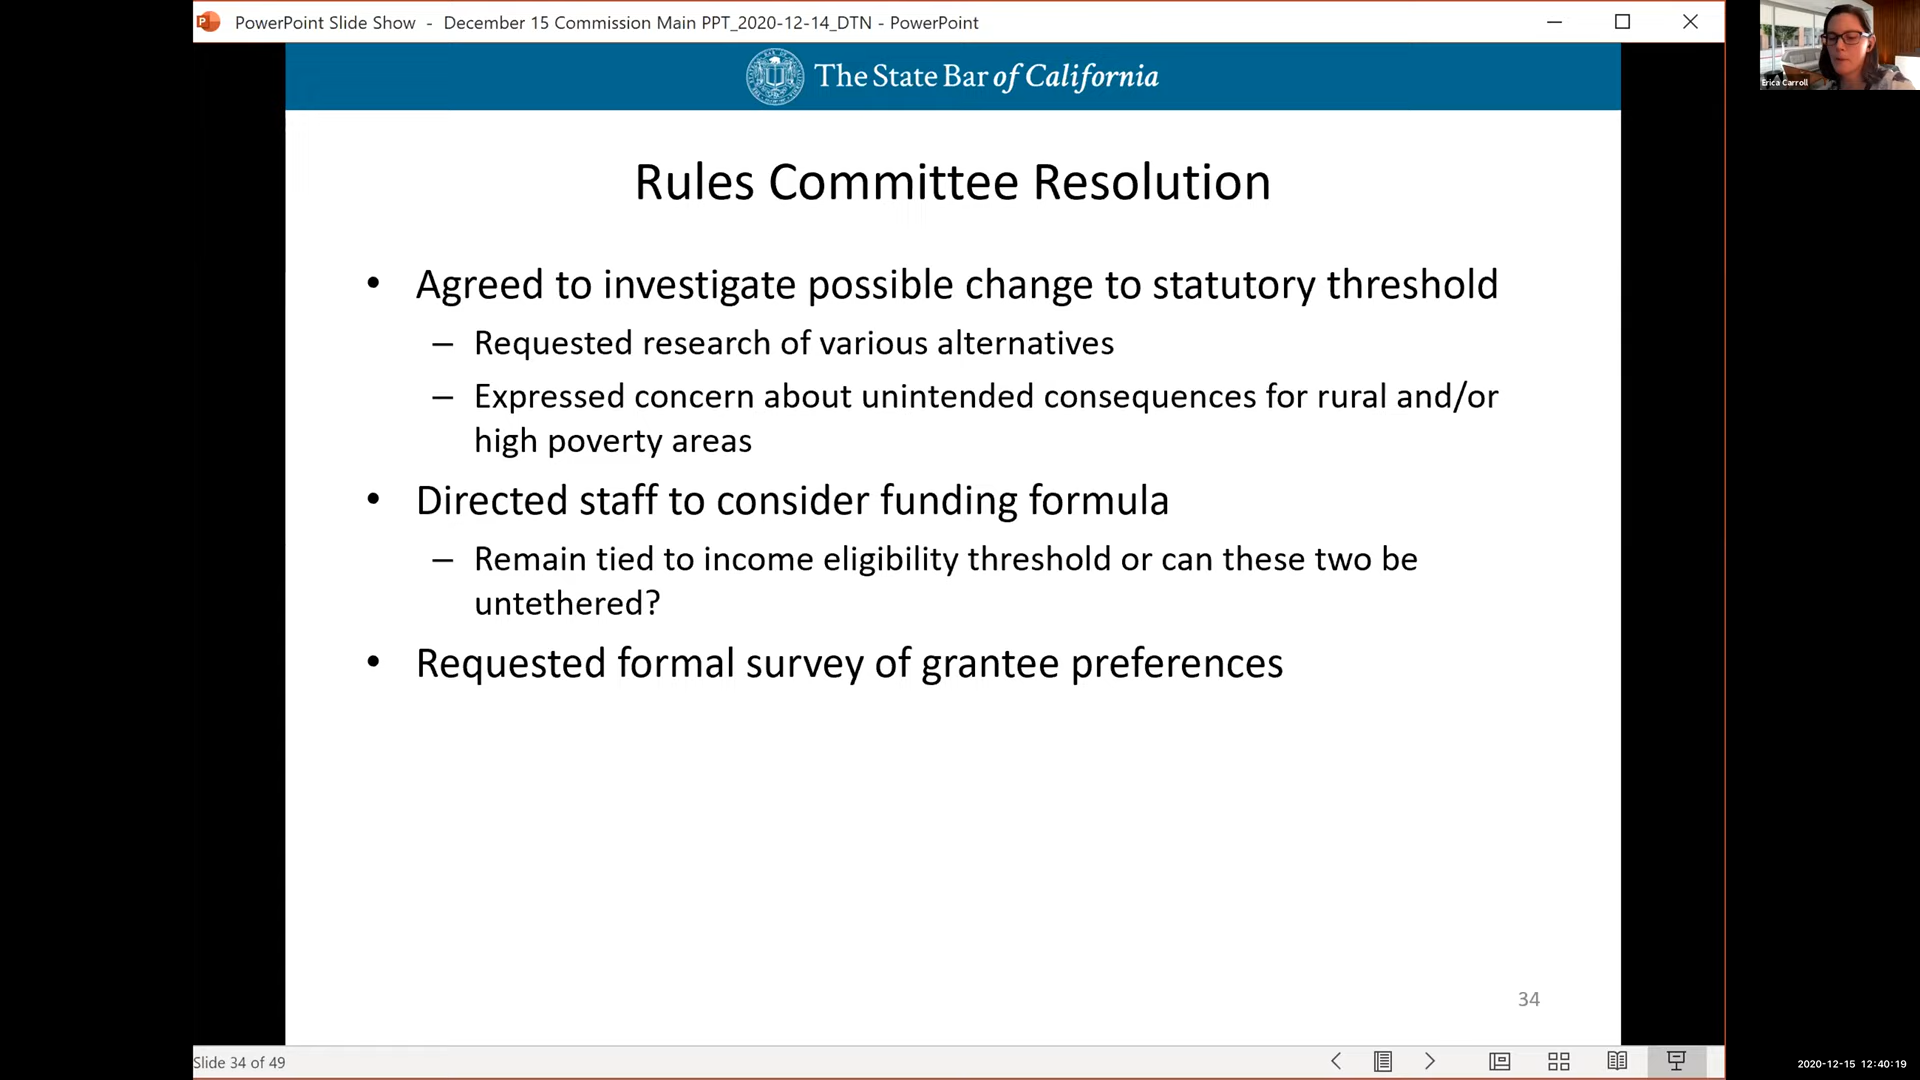 PowerPoint Slide Show - December 15 Commission Main PPT_2020-12-14_DTN - PowerPoint
Erica Carroll
The State Bar of California
Rules Committee Resolution
• Agreed to investigate possible change to statutory threshold
– Requested research of various alternatives
– Expressed concern about unintended consequences for rural and/or
high poverty areas
• Directed staff to consider funding formula
– Remain tied to income eligibility threshold or can these two be
untethered?
• Requested formal survey of grantee preferences
34
Slide 34 of 49
2020-12-15 12:40:19